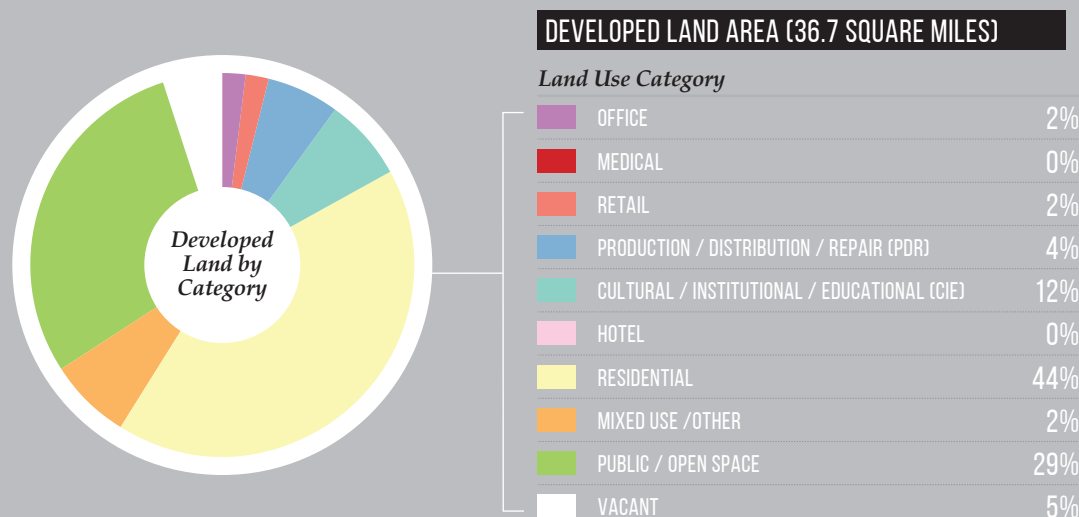 DEVELOPED LAND AREA (36.7 SQUARE MILES)
Land Use Category
OFFICE 2%
MEDICAL 0%
RETAIL 2%
PRODUCTION / DISTRIBUTION / REPAIR (PDR) 4%
CULTURAL / INSTITUTIONAL / EDUCATIONAL (CIE) 12%
HOTEL 0%
RESIDENTIAL 44%
MIXED USE /OTHER 2%
PUBLIC / OPEN SPACE 29%
VACANT 5%
Developed
Land by
Category